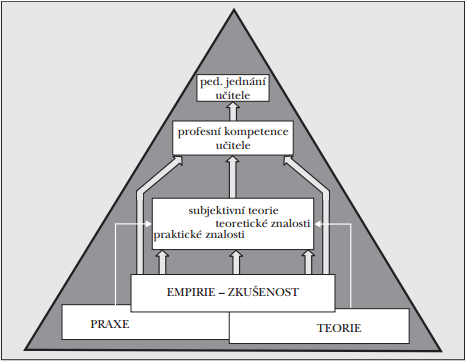 ped. jednání
učitele
profesní kompetence
učitele
subjektivní teorie
teoretické znalosti
praktické znalosti
EMPIRIE – ZKUŠENOST
PRAXE
TEORIE